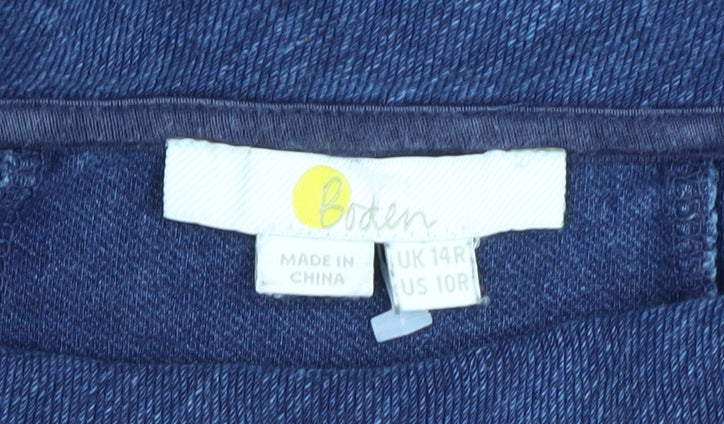 Boden
MADE IN
CHINA
UK 14R
US 10R